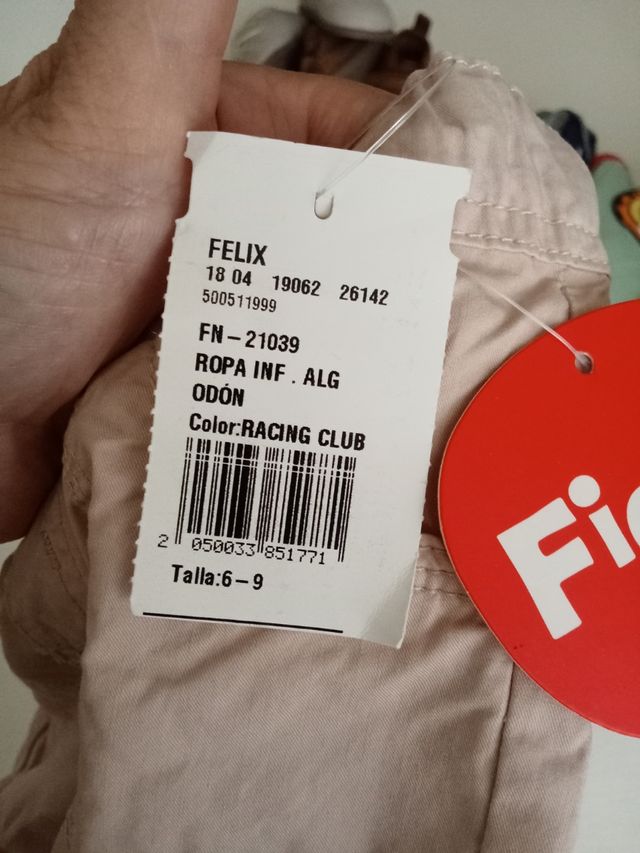 FELIX
18 04 19062 26142
500511999
FN-21039
ROPA INF . ALG
ODÓN
Color:RACING CLUB
2 050033 851771
Talla:6-9
Fi